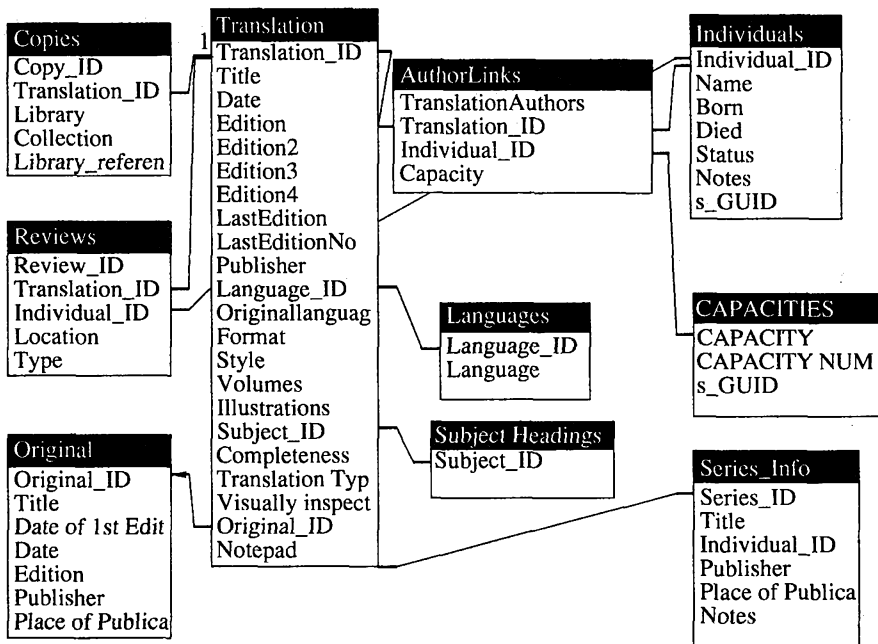 Copies
Copy_ID
Translation_ID
Library
Collection
Library_referen
Reviews
Review_ID
Translation_ID
Individual_ID
Location
Type
Original
Original_ID
Title
Date of 1st Edit
Date
Edition
Publisher
Place of Publica
1
Translation
Translation_ID
Title
Date
Edition
Edition2
Edition3
Edition4
LastEdition
LastEditionNo
Publisher
Language_ID
Originallanguag
Format
Style
Volumes
Illustrations
Subject_ID
Completeness
Translation Typ
Visually inspect
Original_ID
Notepad
AuthorLinks
TranslationAuthors
Translation_ID
Individual_ID
Capacity
Languages
Language_ID
Language
Subject Headings
Subject_ID
Individuals
Individual_ID
Name
Born
Died
Status
Notes
s_GUID
CAPACITIES
CAPACITY
CAPACITY NUM
s_GUID
Series_Info
Series_ID
Title
Individual_ID
Publisher
Place of Publica
Notes